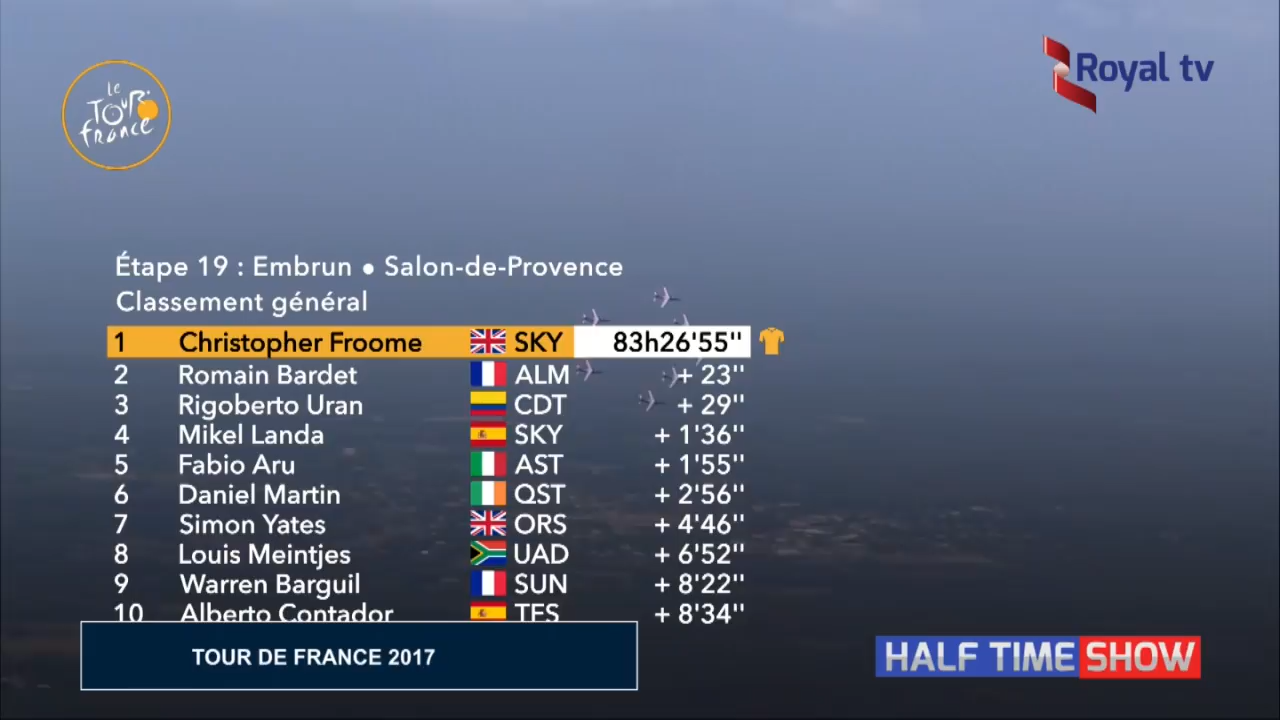 le
TOUR
france
Royal tv
Étape 19 : Embrun ● Salon-de-Provence
Classement général
1 Christopher Froome SKY 83h26'55''
2 Romain Bardet ALM + 23''
3 Rigoberto Uran CDT + 29''
4 Mikel Landa SKY + 1'36''
5 Fabio Aru AST + 1'55''
6 Daniel Martin QST + 2'56''
7 Simon Yates ORS + 4'46''
8 Louis Meintjes UAD + 6'52''
9 Warren Barguil SUN + 8'22''
10 Alberto Contador TFS + 8'34''
TOUR DE FRANCE 2017
HALF TIME SHOW